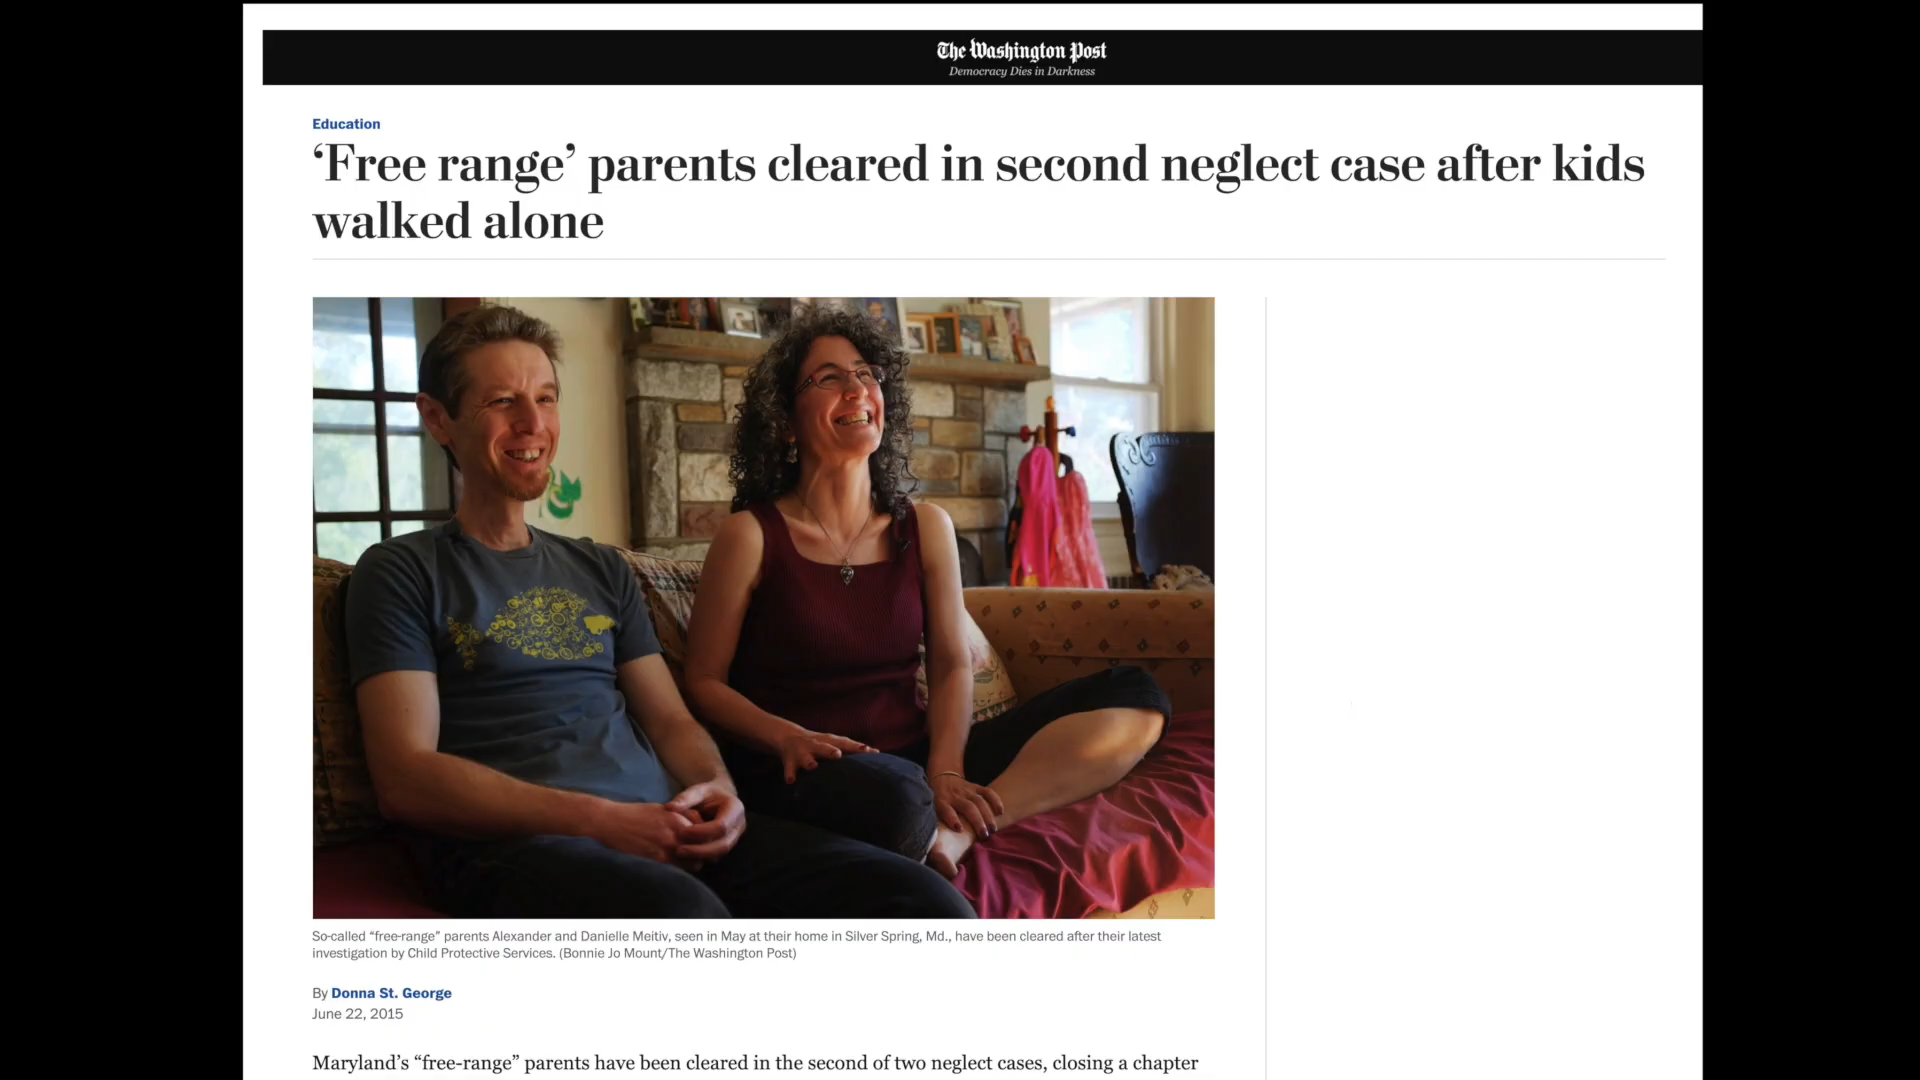 The Washington Post
Democracy Dies in Darkness
Education
‘Free range’ parents cleared in second neglect case after kids
walked alone
So-called “free-range” parents Alexander and Danielle Meitiv, seen in May at their home in Silver Spring, Md., have been cleared after their latest
investigation by Child Protective Services. (Bonnie Jo Mount/The Washington Post)
By Donna St. George
June 22, 2015
Maryland’s “free-range” parents have been cleared in the second of two neglect cases, closing a chapter